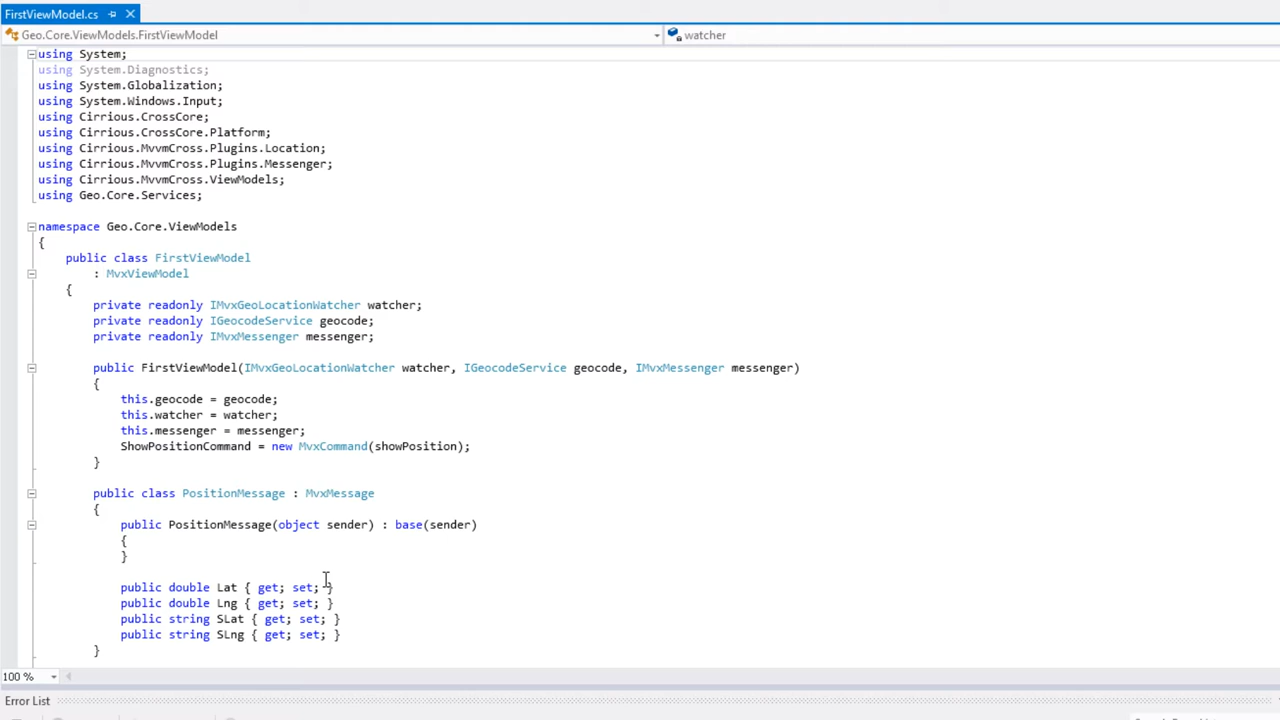 FirstViewModel.cs
Geo.Core.ViewModels.FirstViewModel watcher
using System;
using System.Diagnostics;
using System.Globalization;
using System.Windows.Input;
using Cirrious.CrossCore;
using Cirrious.CrossCore.Platform;
using Cirrious.MvvmCross.Plugins.Location;
using Cirrious.MvvmCross.Plugins.Messenger;
using Cirrious.MvvmCross.ViewModels;
using Geo.Core.Services;
namespace Geo.Core.ViewModels
{
public class FirstViewModel
: MvxViewModel
{
private readonly IMvxGeoLocationWatcher watcher;
private readonly IGeocodeService geocode;
private readonly IMvxMessenger messenger;
public FirstViewModel(IMvxGeoLocationWatcher watcher, IGeocodeService geocode, IMvxMessenger messenger)
{
this.geocode = geocode;
this.watcher = watcher;
this.messenger = messenger;
ShowPositionCommand = new MvxCommand(showPosition);
}
public class PositionMessage : MvxMessage
{
public PositionMessage(object sender) : base(sender)
{
}
public double Lat { get; set; }
public double Lng { get; set; }
public string SLat { get; set; }
public string SLng { get; set; }
}
100 %
Error List